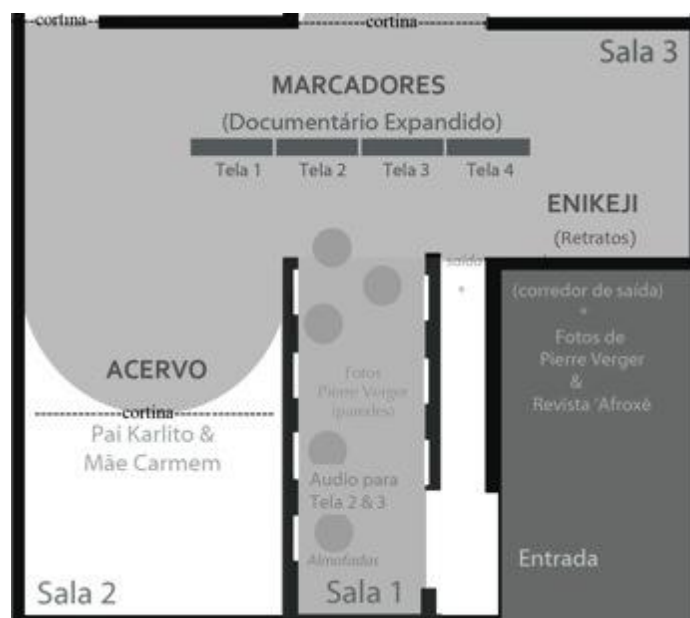 cortina
cortina
Sala 3
MARCADORES
(Documentário Expandido)
Tela 1
Tela 2
Tela 3
Tela 4
ENIKEJI
(Retratos)
saída
*
(corredor de saída)
*
Fotos de
Pierre Verger
&
Revista 'Afroxé
Fotos
Pierre Verger
(paredes)
ACERVO
cortina
Pai Karlito &
Mãe Carmem
Audio para
Tela 2 & 3
Almofadas
Entrada
Sala 2
Sala 1